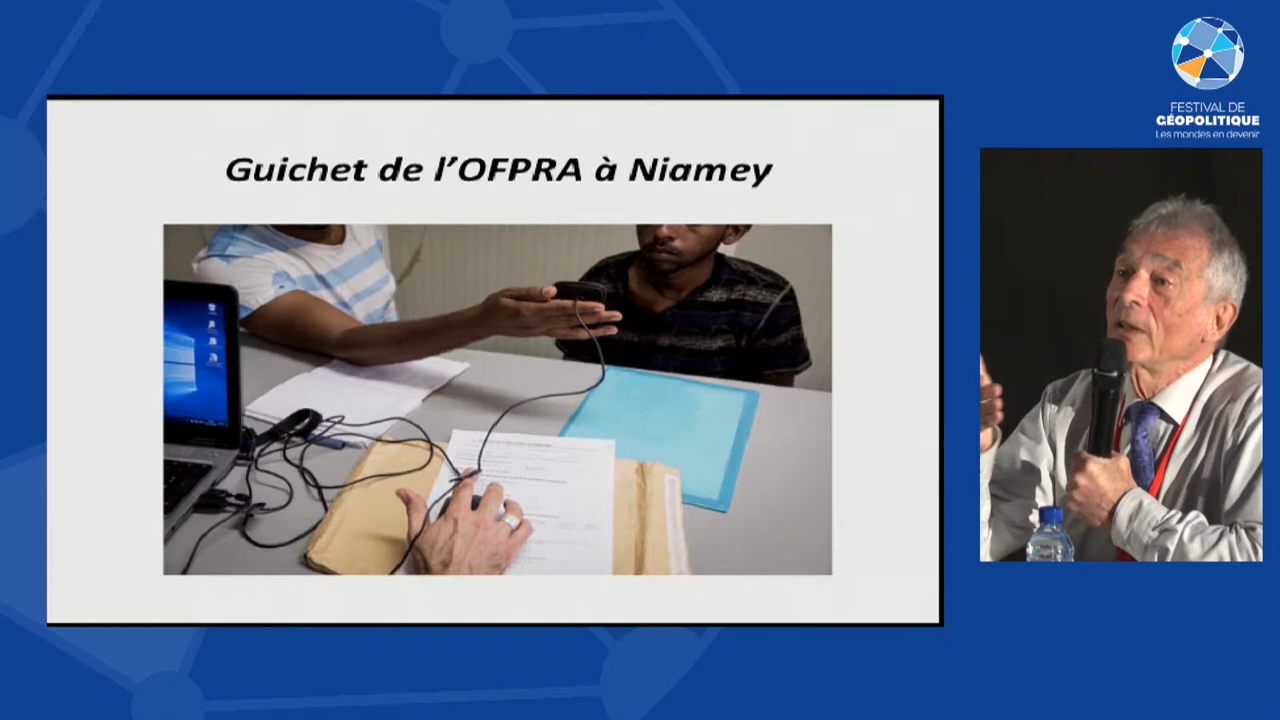 Guichet de l'OFPRA à Niamey
FESTIVAL DE
GÉOPOLITIQUE
Les mondes en devenir